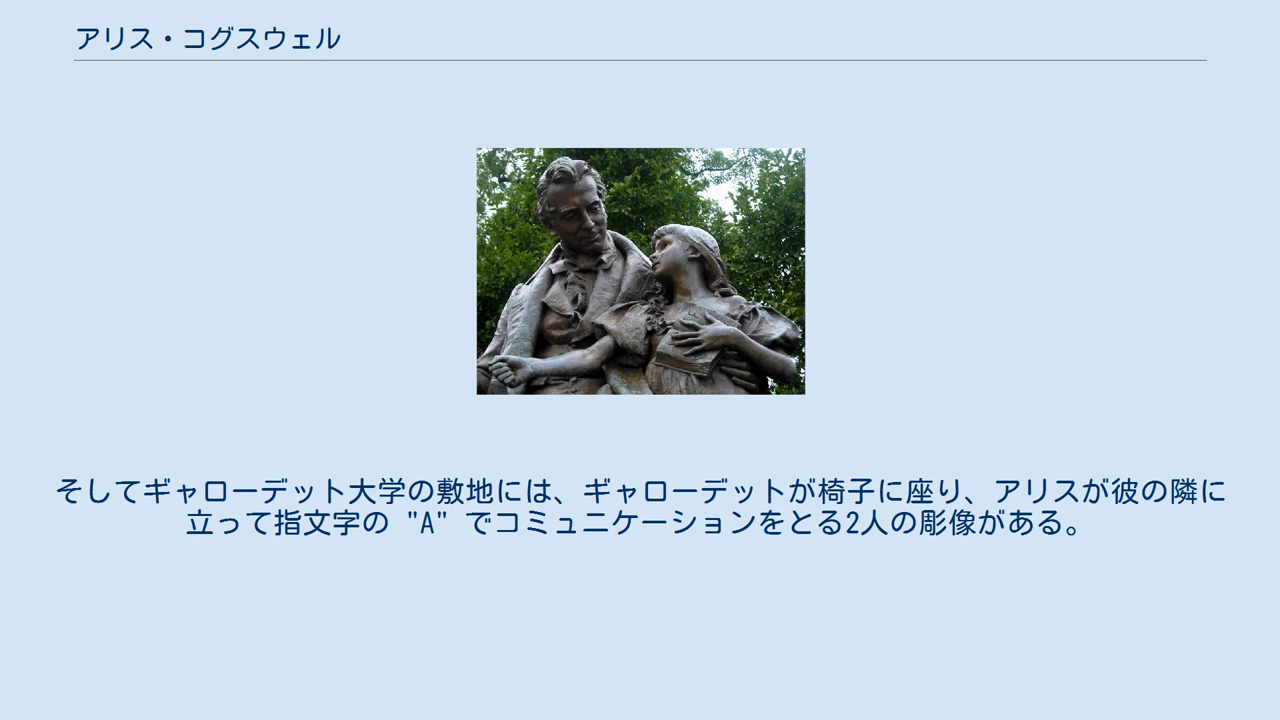 アリス・コグスウェル
そしてギャローデット大学の敷地には、ギャローデットが椅子に座り、アリスが彼の隣に
立って指文字の "A" でコミュニケーションをとる2人の彫像がある。